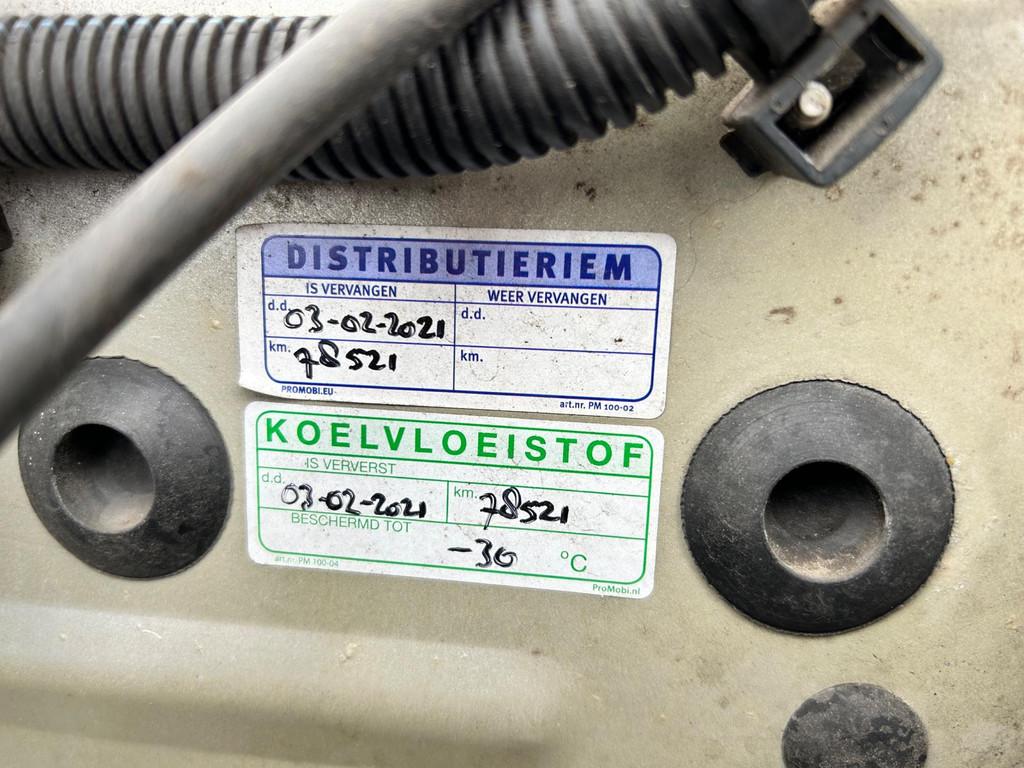 DISTRIBUTIERIEM
IS VERVANGEN WEER VERVANGEN
d.d. 03-02-2021 d.d.
km. 78521 km.
PROMOBI.EU art.nr. PM 100-02
KOELVLOEISTOF
IS VERVERST
d.d. 03-02-2021 km. 78521
BESCHERMD TOT
-30 °C
art.nr. PM 100-04 ProMobi.nl